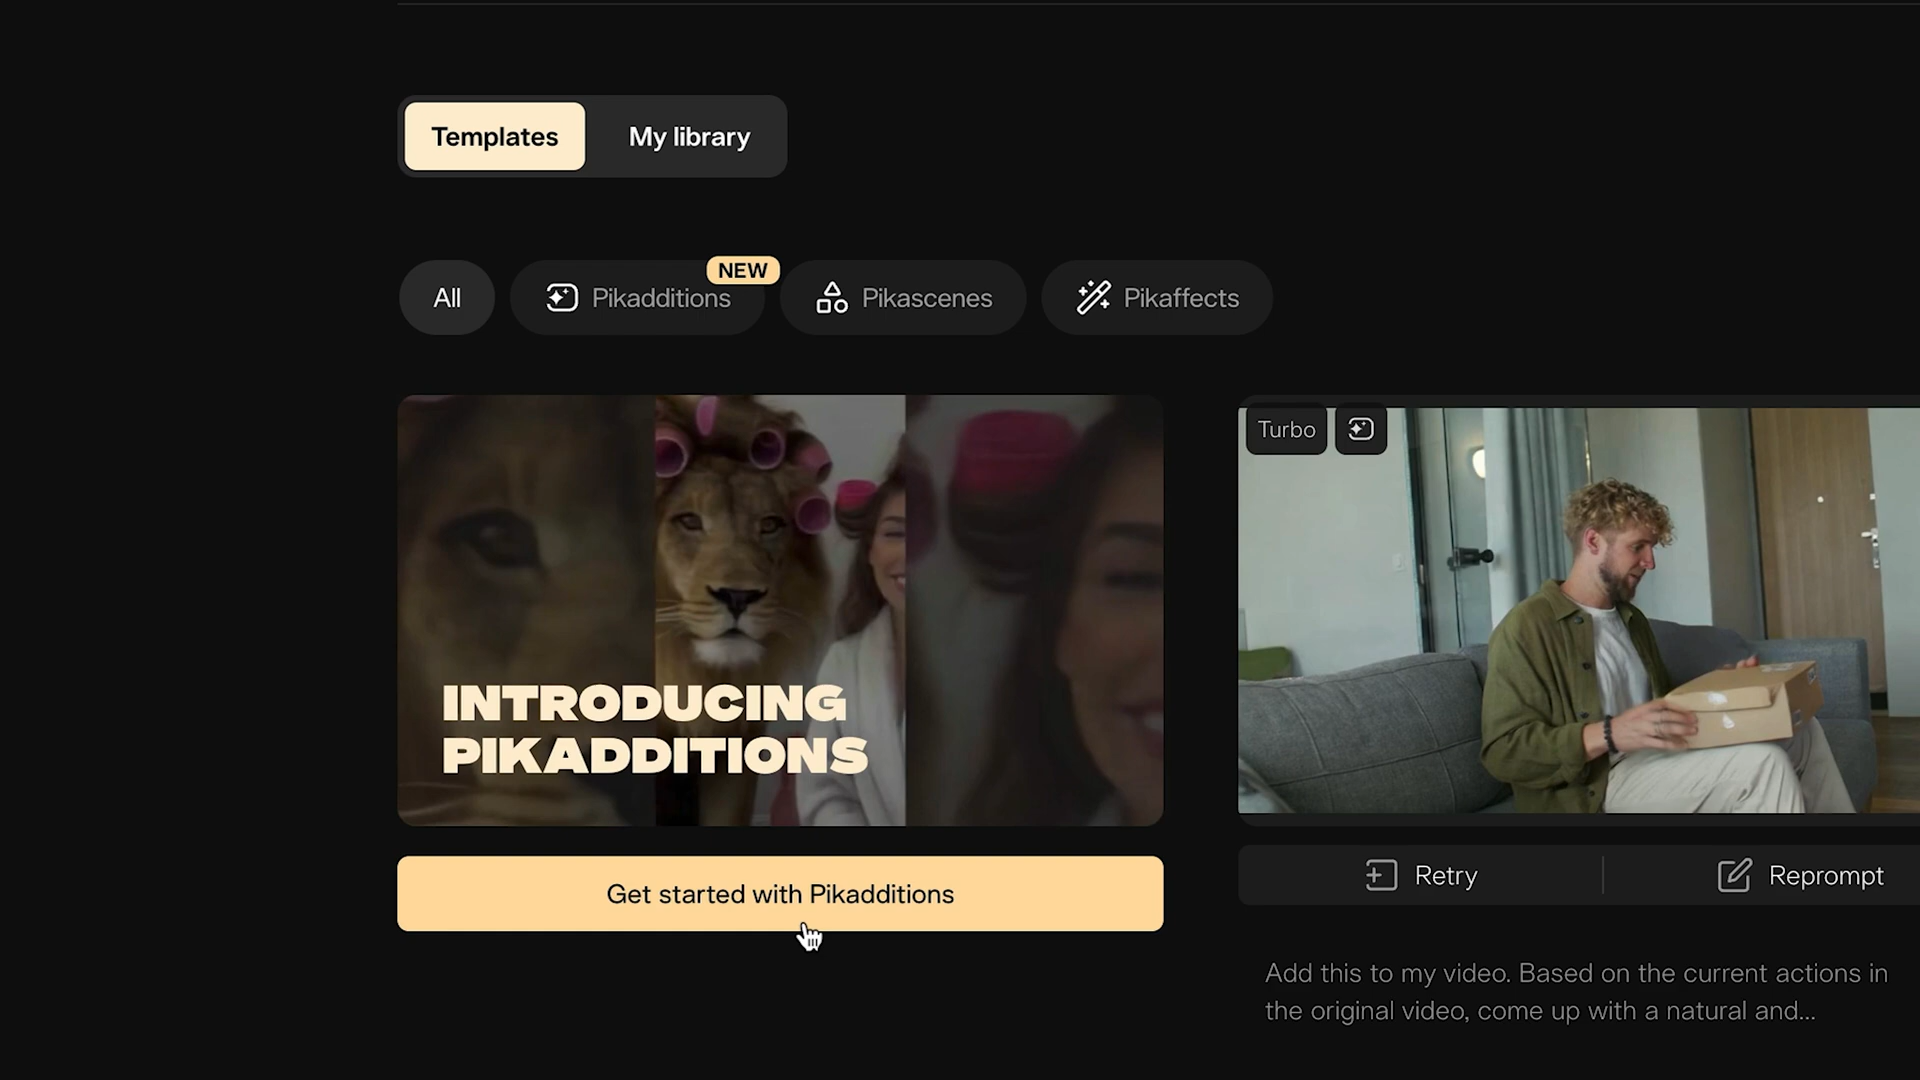 Templates
My library
All
Pikadditions
NEW
Pikascenes
Pikaffects
INTRODUCING
PIKADDITIONS
Get started with Pikadditions
Turbo
Retry
Reprompt
Add this to my video. Based on the current actions in
the original video, come up with a natural and...